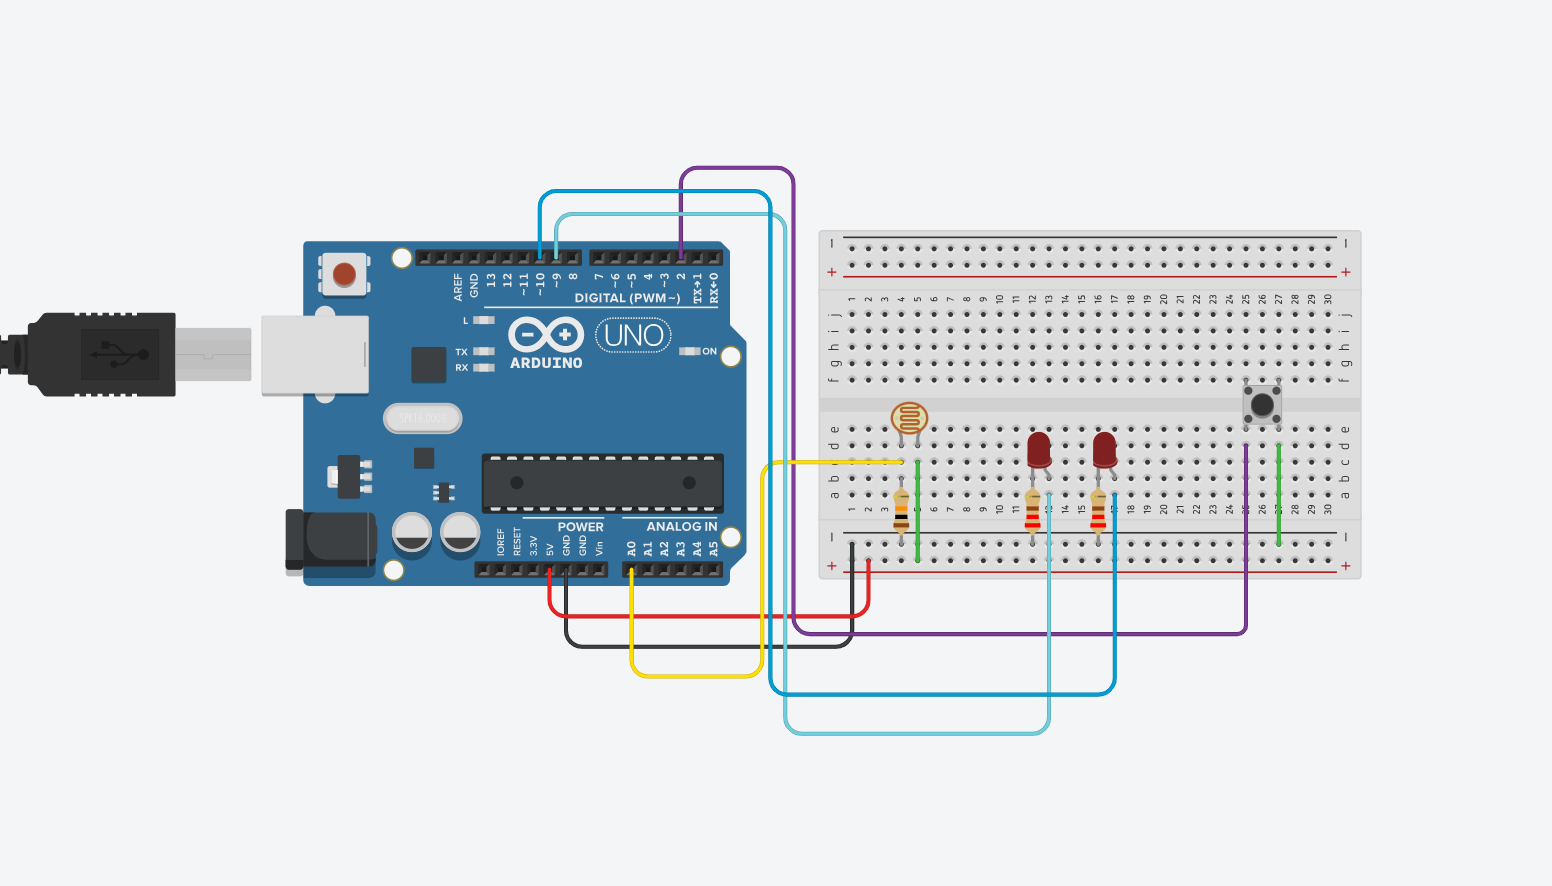 AREF
GND
13
12
~11
~10
~9
8
7
~6
~5
4
~3
2
TX→1
RX←0
DIGITAL (PWM~)
L
TX
RX
UNO
ON
ARDUINO
POWER
ANALOG IN
IOREF
RESET
3.3V
5V
GND
GND
Vin
A0
A1
A2
A3
A4
A5
− −
+ +
1 2 3 4 5 6 7 8 9 10 11 12 13 14 15 16 17 18 19 20 21 22 23 24 25 26 27 28 29 30
j j
i i
h h
g g
f f
e e
d d
c c
b b
a a
1 2 3 4 5 6 7 8 9 10 11 12 13 14 15 16 17 18 19 20 21 22 23 24 25 26 27 28 29 30
− −
+ +